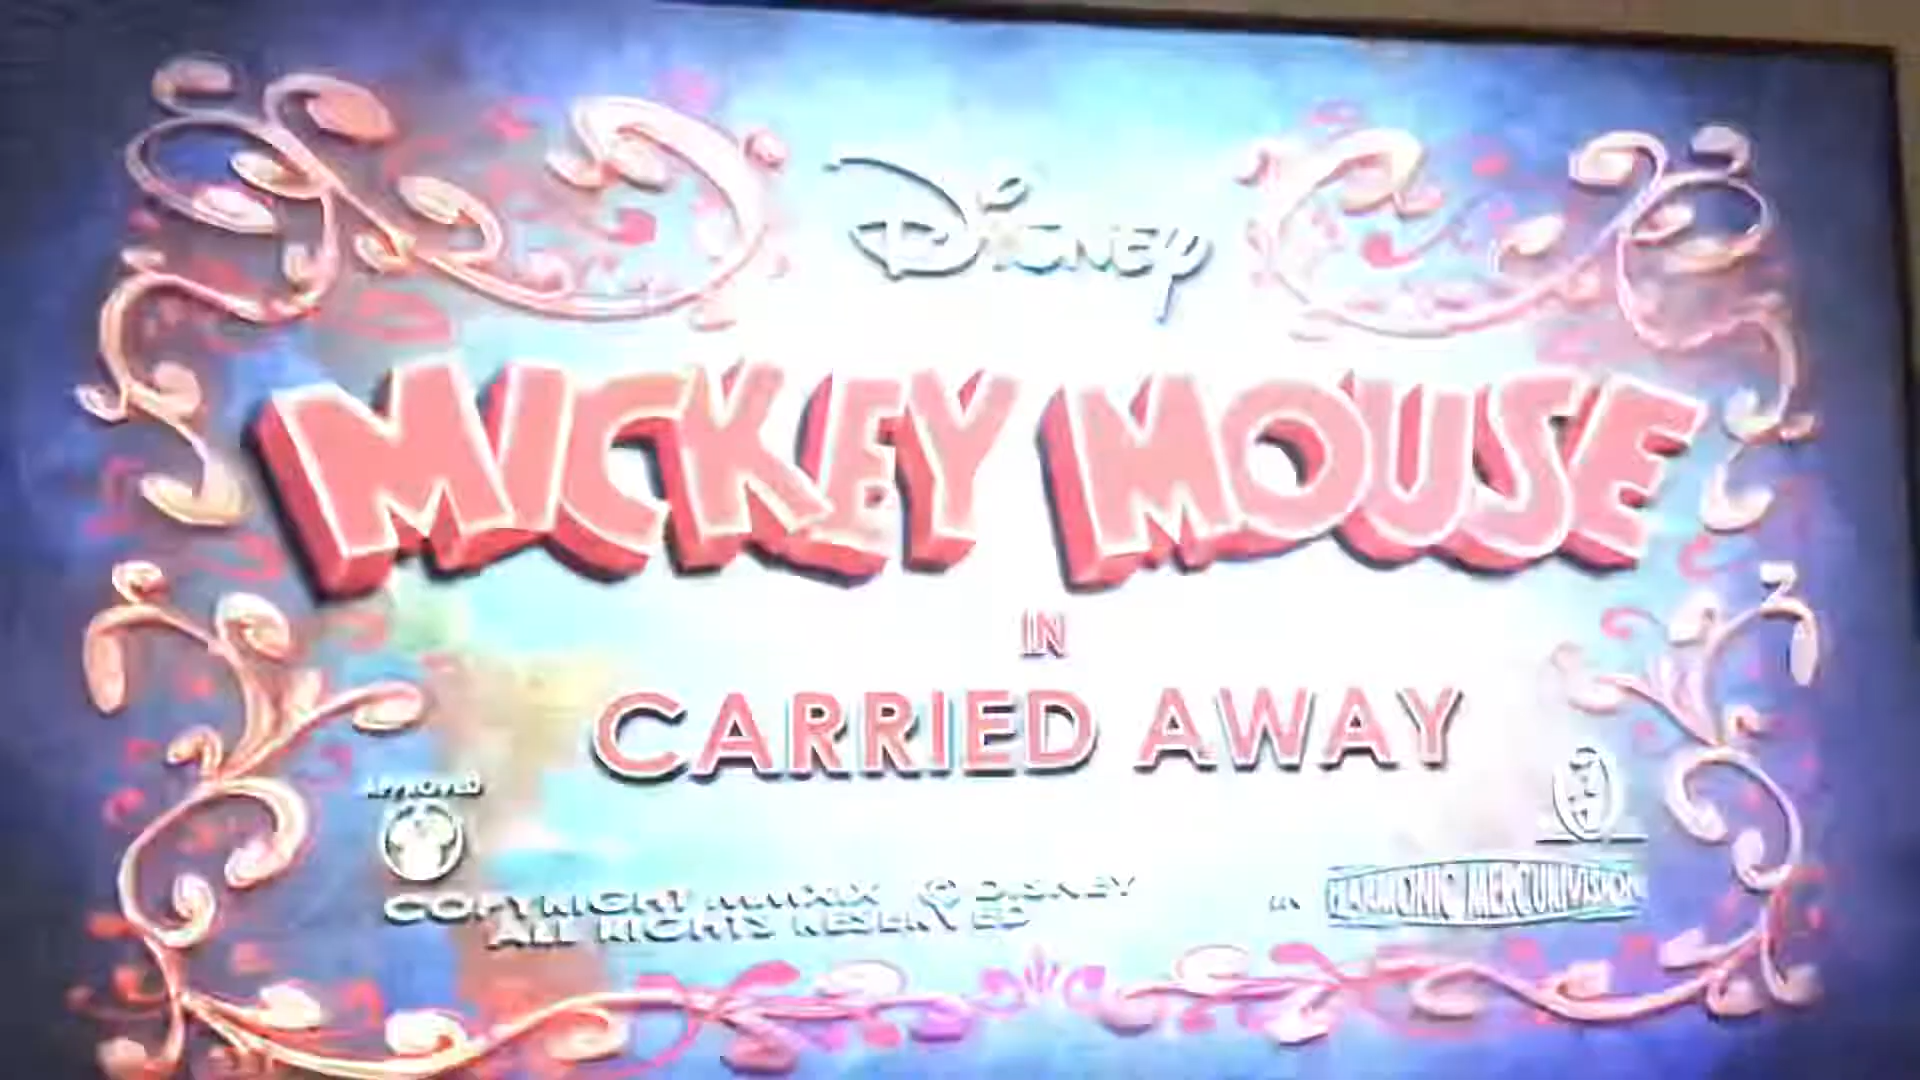 Disney
MICKEY MOUSE
IN
CARRIED AWAY
APPROVED
COPYRIGHT MMXIX © DISNEY
ALL RIGHTS RESERVED
IN HARMONIC MERCURIVISION